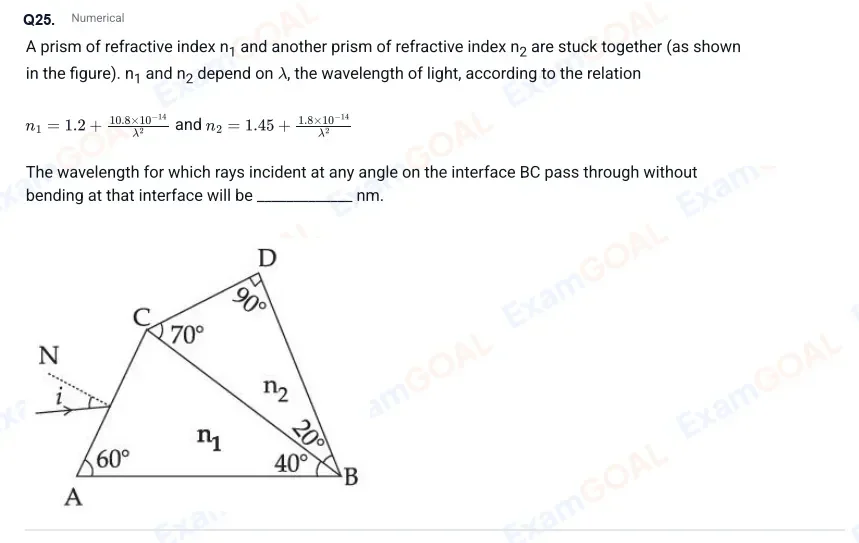 Q25. Numerical
A prism of refractive index n₁ and another prism of refractive index n₂ are stuck together (as shown
in the figure). n₁ and n₂ depend on λ, the wavelength of light, according to the relation
n₁ = 1.2 + (10.8×10⁻¹⁴)/λ² and n₂ = 1.45 + (1.8×10⁻¹⁴)/λ²
The wavelength for which rays incident at any angle on the interface BC pass through without
bending at that interface will be ____________ nm.
D
90°
C
70°
N
i
n₂
n₁
20°
60°
40°
B
A
ExamGOAL